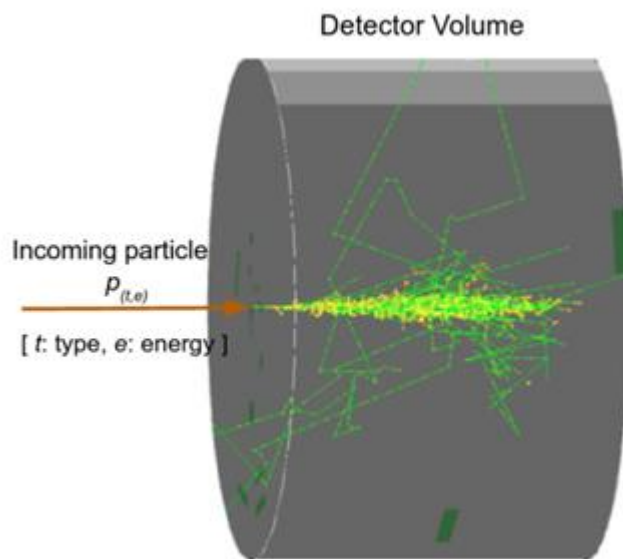 Detector Volume
Incoming particle
p(t,e)
[ t: type, e: energy ]